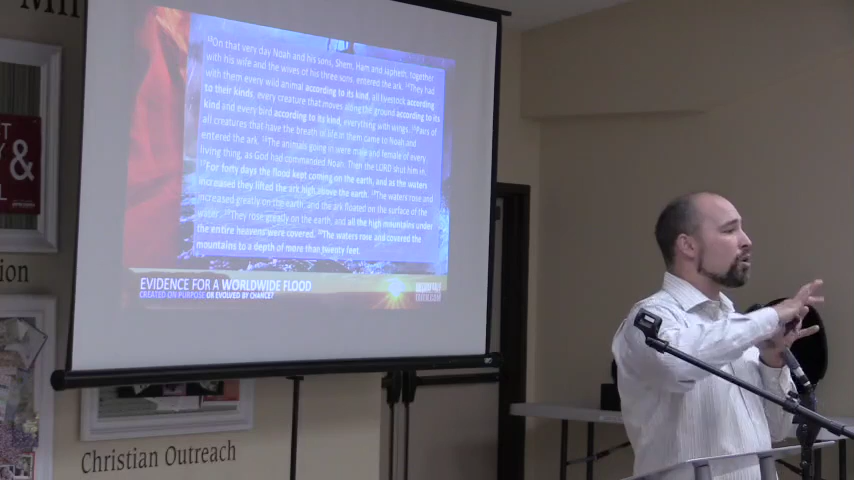 Mi
¹³On that very day Noah and his sons, Shem, Ham and Japheth, together
with his wife and the wives of his three sons, entered the ark. ¹⁴They had
with them every wild animal according to its kind, all livestock according
to their kinds, every creature that moves along the ground according to its
kind and every bird according to its kind, everything with wings. ¹⁵Pairs of
all creatures that have the breath of life in them came to Noah and
entered the ark. ¹⁶The animals going in were male and female of every
living thing, as God had commanded Noah. Then the LORD shut him in.
¹⁷For forty days the flood kept coming on the earth, and as the waters
increased they lifted the ark high above the earth. ¹⁸The waters rose and
increased greatly on the earth, and the ark floated on the surface of the
water. ¹⁹They rose greatly on the earth, and all the high mountains under
the entire heavens were covered. ²⁰The waters rose and covered the
mountains to a depth of more than twenty feet.
EVIDENCE FOR A WORLDWIDE FLOOD
CREATED ON PURPOSE OR EVOLVED BY CHANCE?
TRUTH.COM
&
ion
Christian Outreach